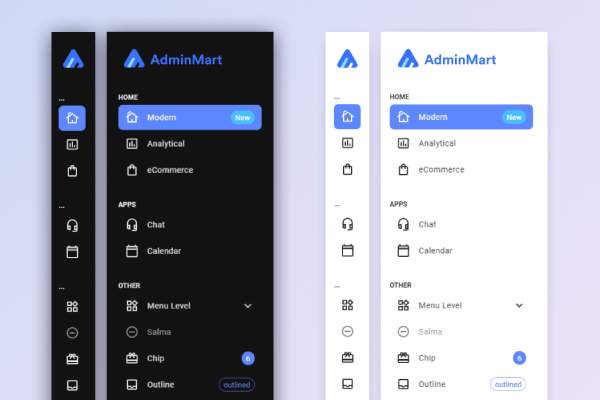 ...
...
...
AdminMart
HOME
Modern New
Analytical
eCommerce
APPS
Chat
Calendar
OTHER
Menu Level
Salma
Chip 6
Outline outlined
...
...
...
AdminMart
HOME
Modern New
Analytical
eCommerce
APPS
Chat
Calendar
OTHER
Menu Level
Salma
Chip 6
Outline outlined